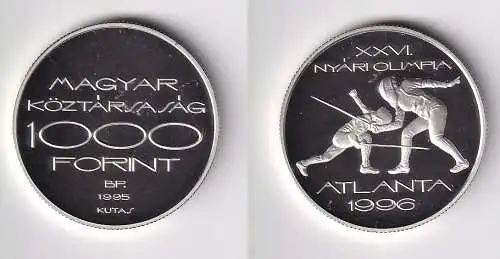 MAGYAR
KÖZTÁRSASÁG
1000
FORINT
BP.
1995
KUTAS
XXVI.
NYÁRI OLIMPIA
ATLANTA
1996